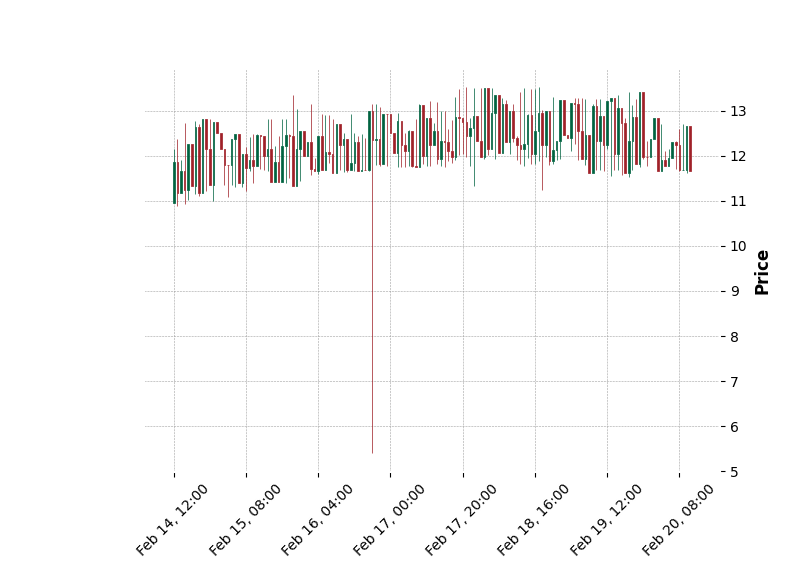 13
12
11
10
9
8
7
6
5
Price
Feb 14, 12:00
Feb 15, 08:00
Feb 16, 04:00
Feb 17, 00:00
Feb 17, 20:00
Feb 18, 16:00
Feb 19, 12:00
Feb 20, 08:00